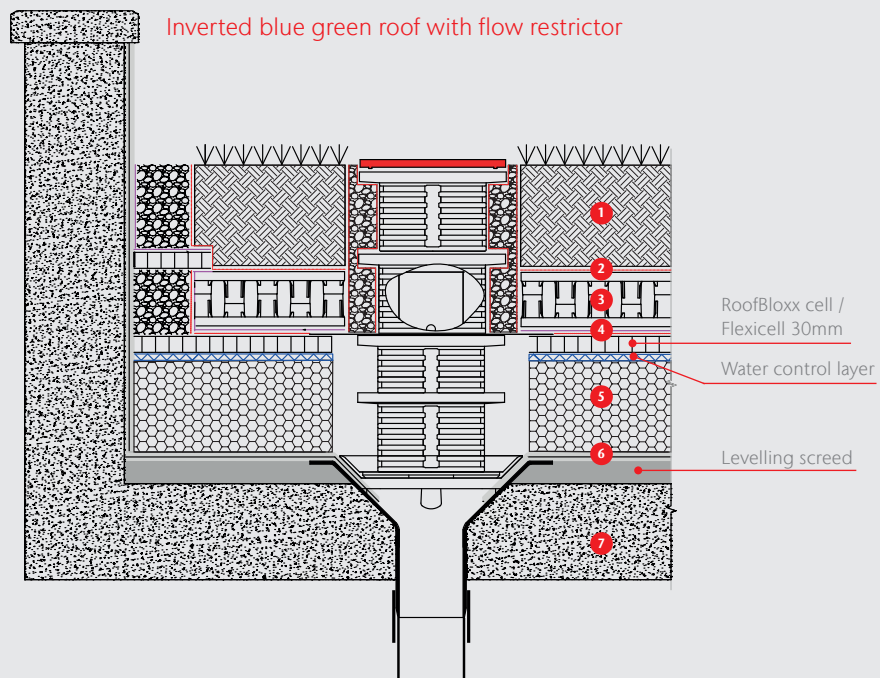 Inverted blue green roof with flow restrictor
1
2
3
4
RoofBloxx cell /
Flexicell 30mm
Water control layer
5
6
Levelling screed
7